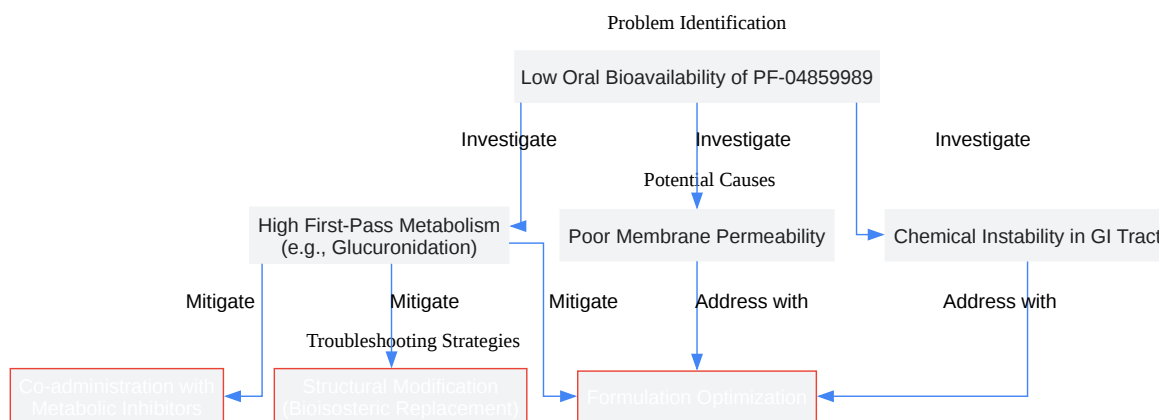 Problem Identification
Low Oral Bioavailability of PF-04859989
Investigate
Investigate
Investigate
Potential Causes
High First-Pass Metabolism
(e.g., Glucuronidation)
Poor Membrane Permeability
Chemical Instability in GI Tract
Mitigate
Mitigate
Mitigate
Address with
Address with
Troubleshooting Strategies
Co-administration with
Metabolic Inhibitors
Structural Modification
(Bioisosteric Replacement)
Formulation Optimization